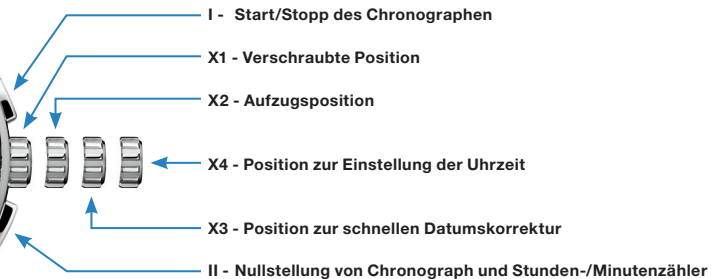 I - Start/Stopp des Chronographen
X1 - Verschraubte Position
X2 - Aufzugsposition
X4 - Position zur Einstellung der Uhrzeit
X3 - Position zur schnellen Datumskorrektur
II - Nullstellung von Chronograph und Stunden-/Minutenzähler